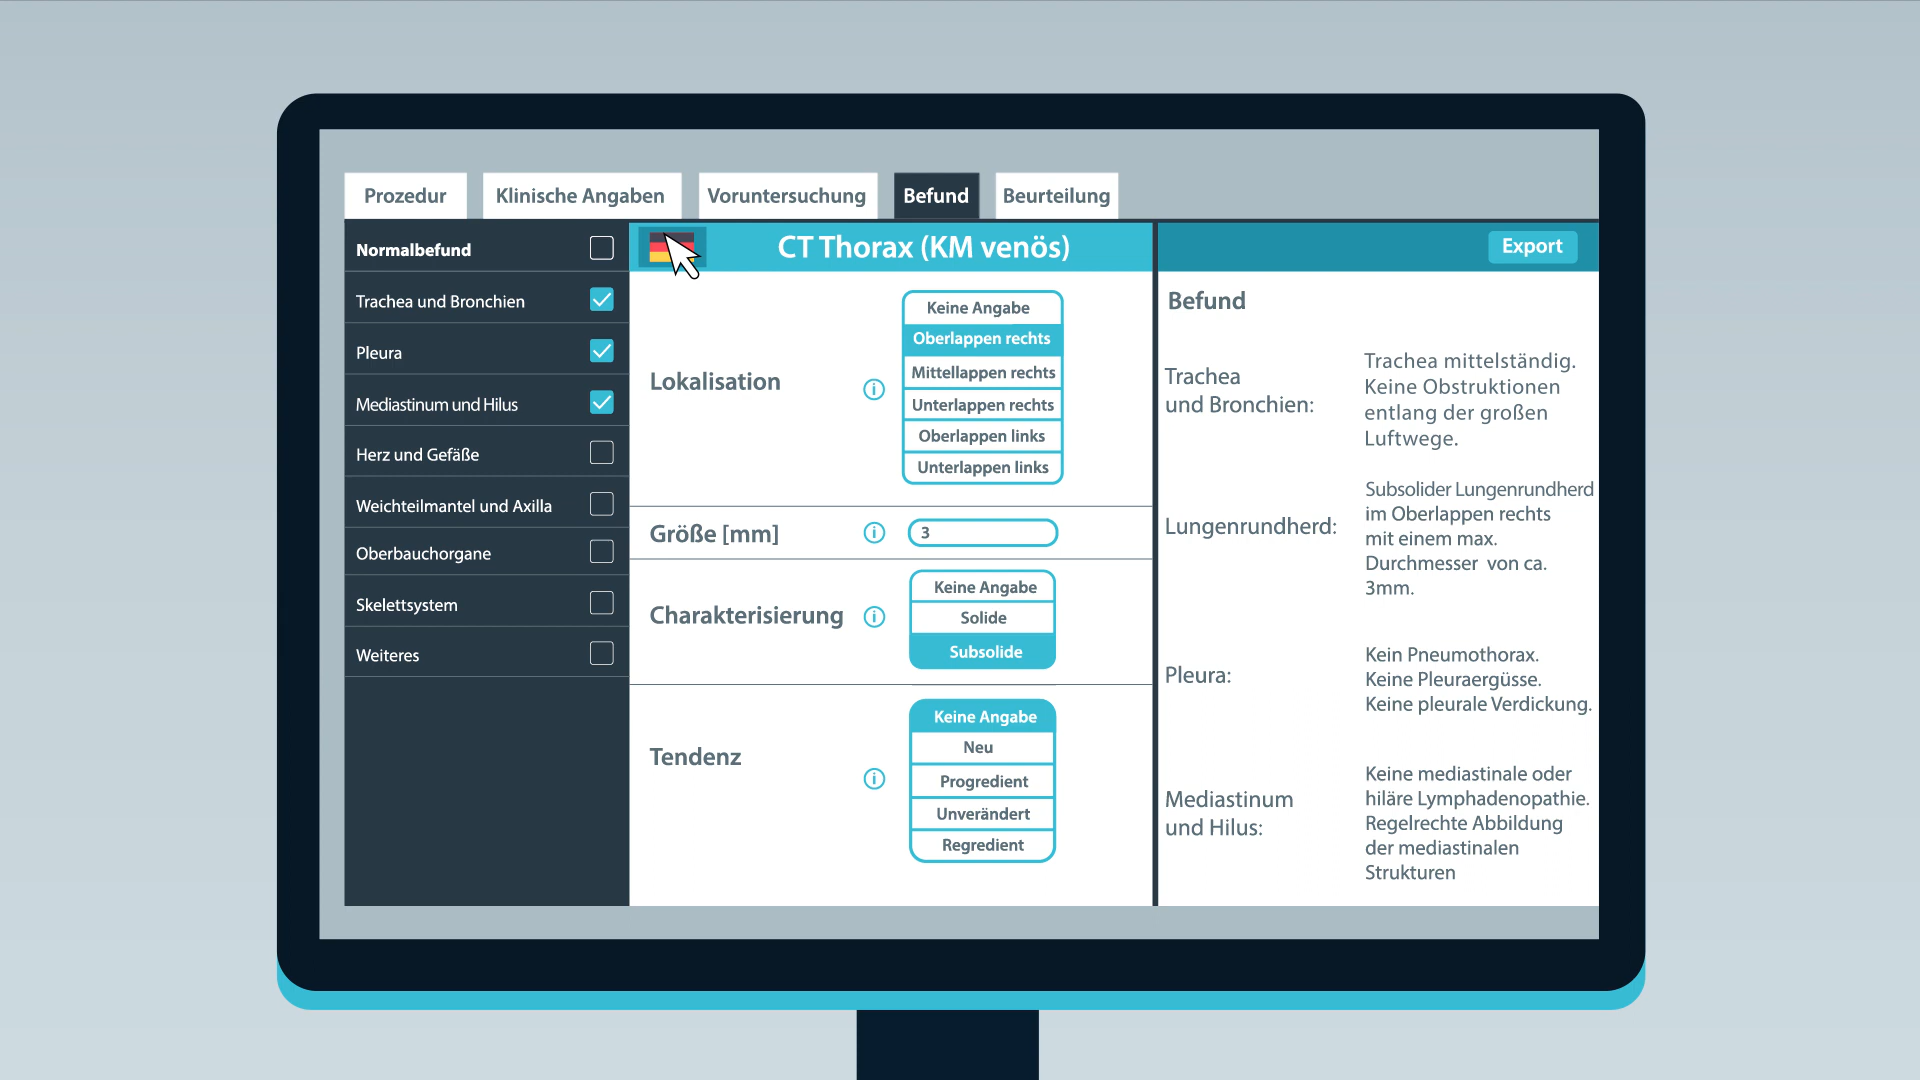 Prozedur
Klinische Angaben
Voruntersuchung
Befund
Beurteilung
Normalbefund
Trachea und Bronchien
Pleura
Mediastinum und Hilus
Herz und Gefäße
Weichteilmantel und Axilla
Oberbauchorgane
Skelettsystem
Weiteres
CT Thorax (KM venös)
Lokalisation
Keine Angabe
Oberlappen rechts
Mittellappen rechts
Unterlappen rechts
Oberlappen links
Unterlappen links
Größe [mm]
3
Charakterisierung
Keine Angabe
Solide
Subsolide
Tendenz
Keine Angabe
Neu
Progredient
Unverändert
Regredient
Export
Befund
Trachea
und Bronchien:
Trachea mittelständig.
Keine Obstruktionen
entlang der großen
Luftwege.
Lungenrundherd:
Subsolider Lungenrundherd
im Oberlappen rechts
mit einem max.
Durchmesser von ca.
3mm.
Pleura:
Kein Pneumothorax.
Keine Pleuraergüsse.
Keine pleurale Verdickung.
Mediastinum
und Hilus:
Keine mediastinale oder
hiläre Lymphadenopathie.
Regelrechte Abbildung
der mediastinalen
Strukturen